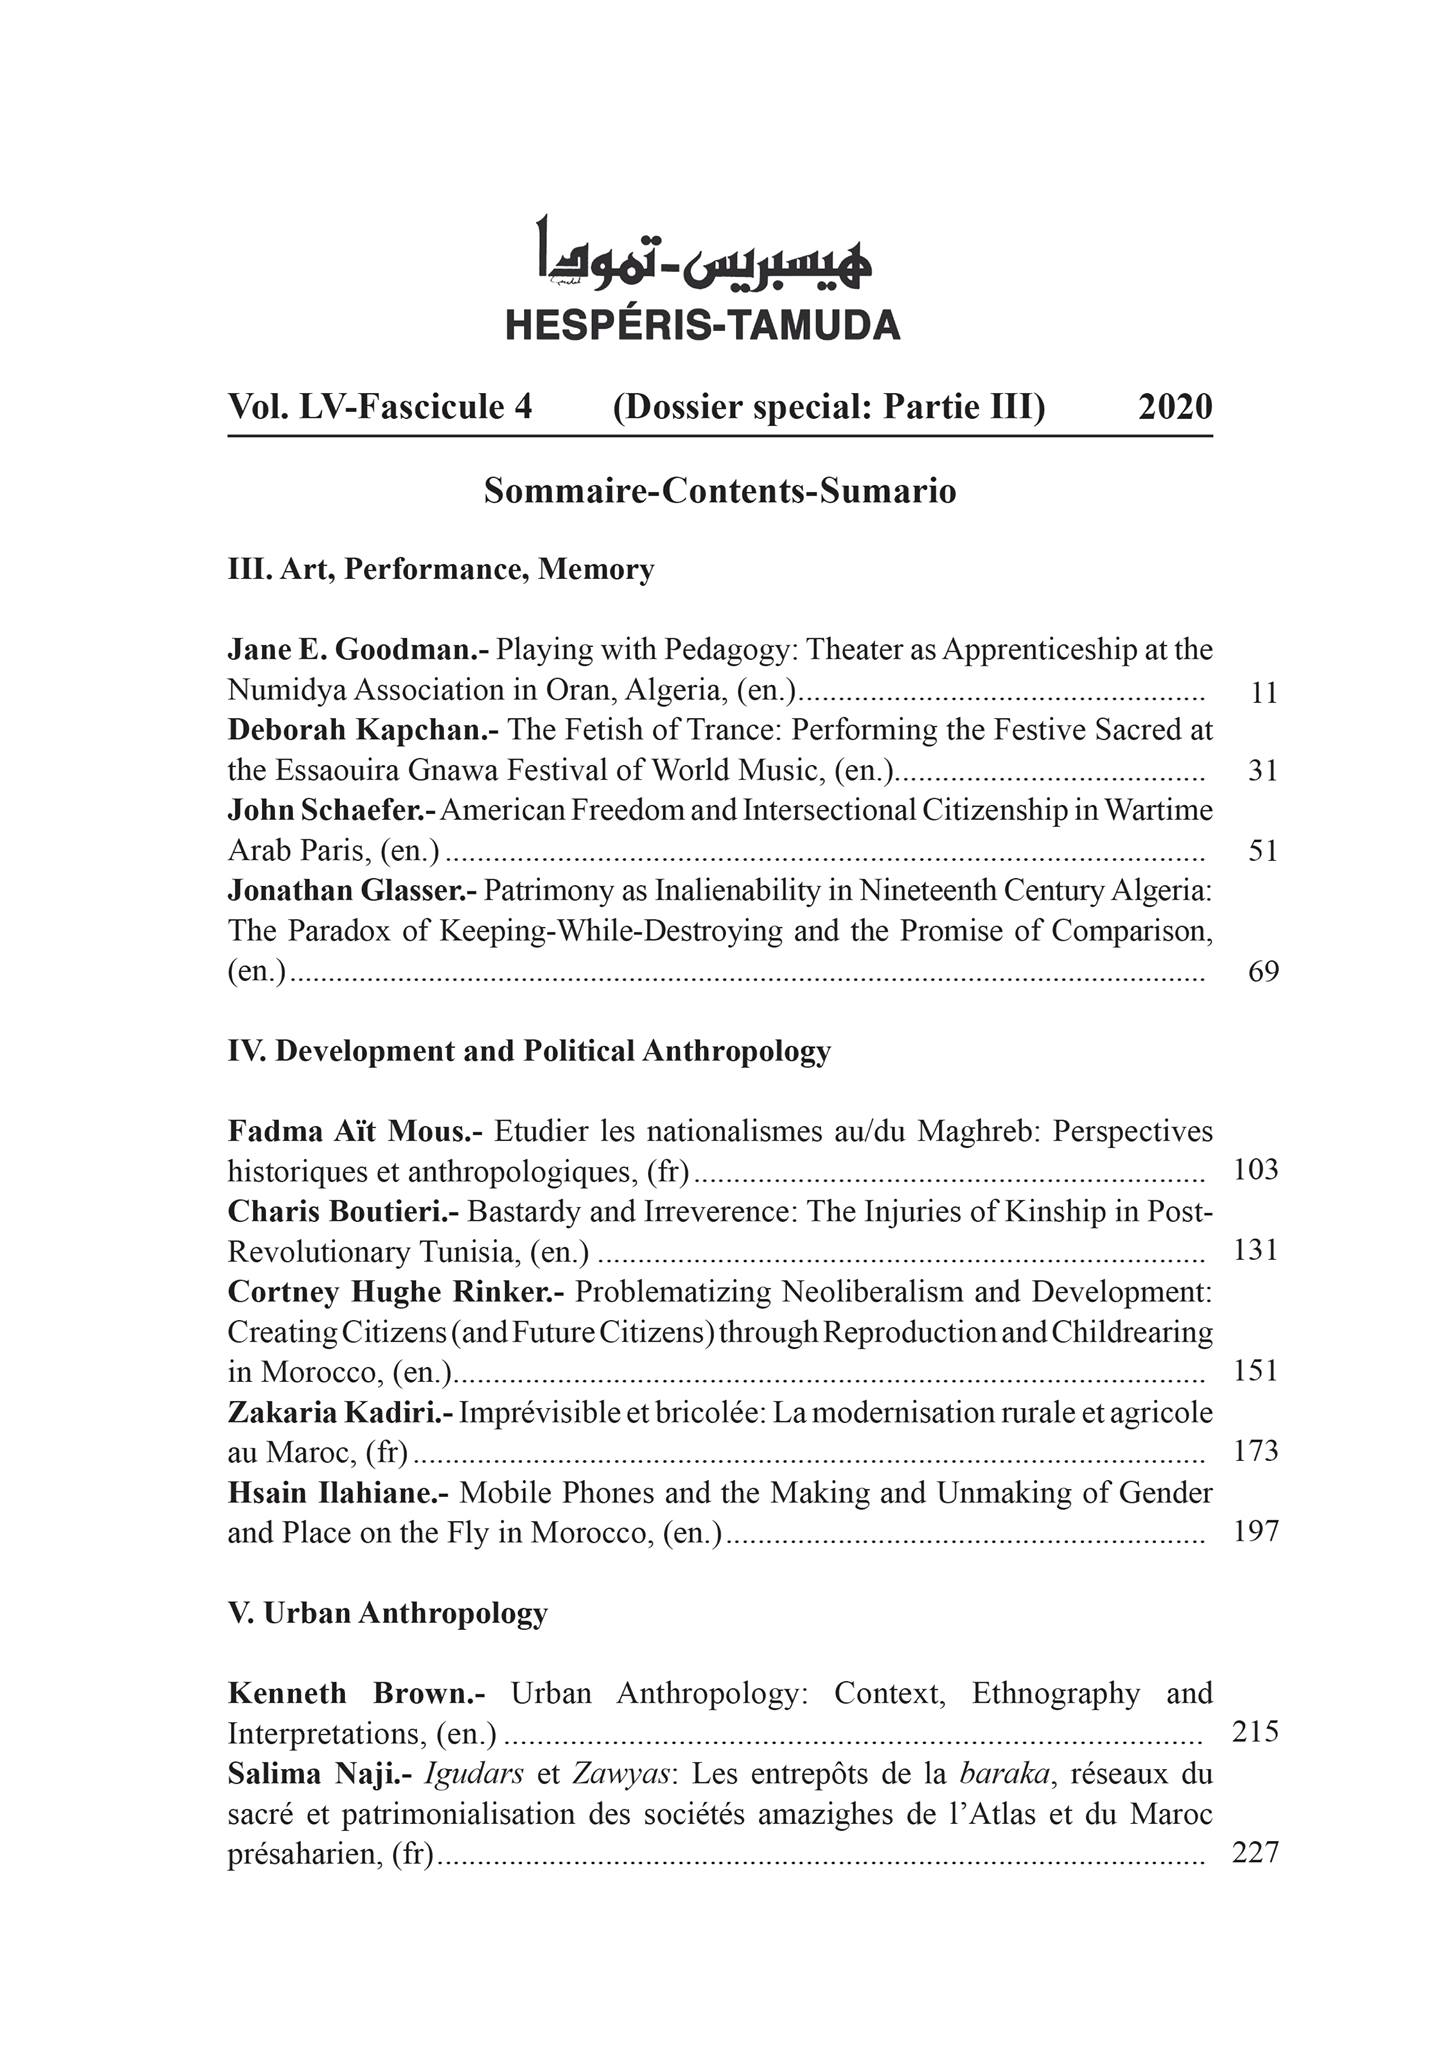 هيسبريس-تمودا
HESPÉRIS-TAMUDA
Vol. LV-Fascicule 4 (Dossier special: Partie III) 2020
Sommaire-Contents-Sumario
III. Art, Performance, Memory
Jane E. Goodman.- Playing with Pedagogy: Theater as Apprenticeship at the
Numidya Association in Oran, Algeria, (en.)................................................... 11
Deborah Kapchan.- The Fetish of Trance: Performing the Festive Sacred at
the Essaouira Gnawa Festival of World Music, (en.)....................................... 31
John Schaefer.- American Freedom and Intersectional Citizenship in Wartime
Arab Paris, (en.) ............................................................................................... 51
Jonathan Glasser.- Patrimony as Inalienability in Nineteenth Century Algeria:
The Paradox of Keeping-While-Destroying and the Promise of Comparison,
(en.) .................................................................................................................. 69
IV. Development and Political Anthropology
Fadma Aït Mous.- Etudier les nationalismes au/du Maghreb: Perspectives
historiques et anthropologiques, (fr) ................................................................ 103
Charis Boutieri.- Bastardy and Irreverence: The Injuries of Kinship in Post-
Revolutionary Tunisia, (en.) ............................................................................ 131
Cortney Hughe Rinker.- Problematizing Neoliberalism and Development:
Creating Citizens (and Future Citizens) through Reproduction and Childrearing
in Morocco, (en.).............................................................................................. 151
Zakaria Kadiri.- Imprévisible et bricolée: La modernisation rurale et agricole
au Maroc, (fr) ................................................................................................... 173
Hsain Ilahiane.- Mobile Phones and the Making and Unmaking of Gender
and Place on the Fly in Morocco, (en.) ............................................................ 197
V. Urban Anthropology
Kenneth Brown.- Urban Anthropology: Context, Ethnography and
Interpretations, (en.) ....................................................................................... 215
Salima Naji.- Igudars et Zawyas: Les entrepôts de la baraka, réseaux du
sacré et patrimonialisation des sociétés amazighes de l’Atlas et du Maroc
présaharien, (fr)................................................................................................ 227